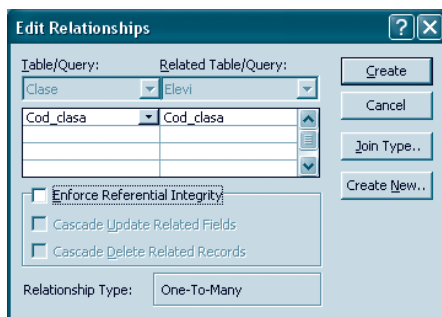 Edit Relationships
Table/Query: Related Table/Query:
Clase Elevi
Cod_clasa Cod_clasa
Create
Cancel
Join Type..
Create New..
Enforce Referential Integrity
Cascade Update Related Fields
Cascade Delete Related Records
Relationship Type: One-To-Many